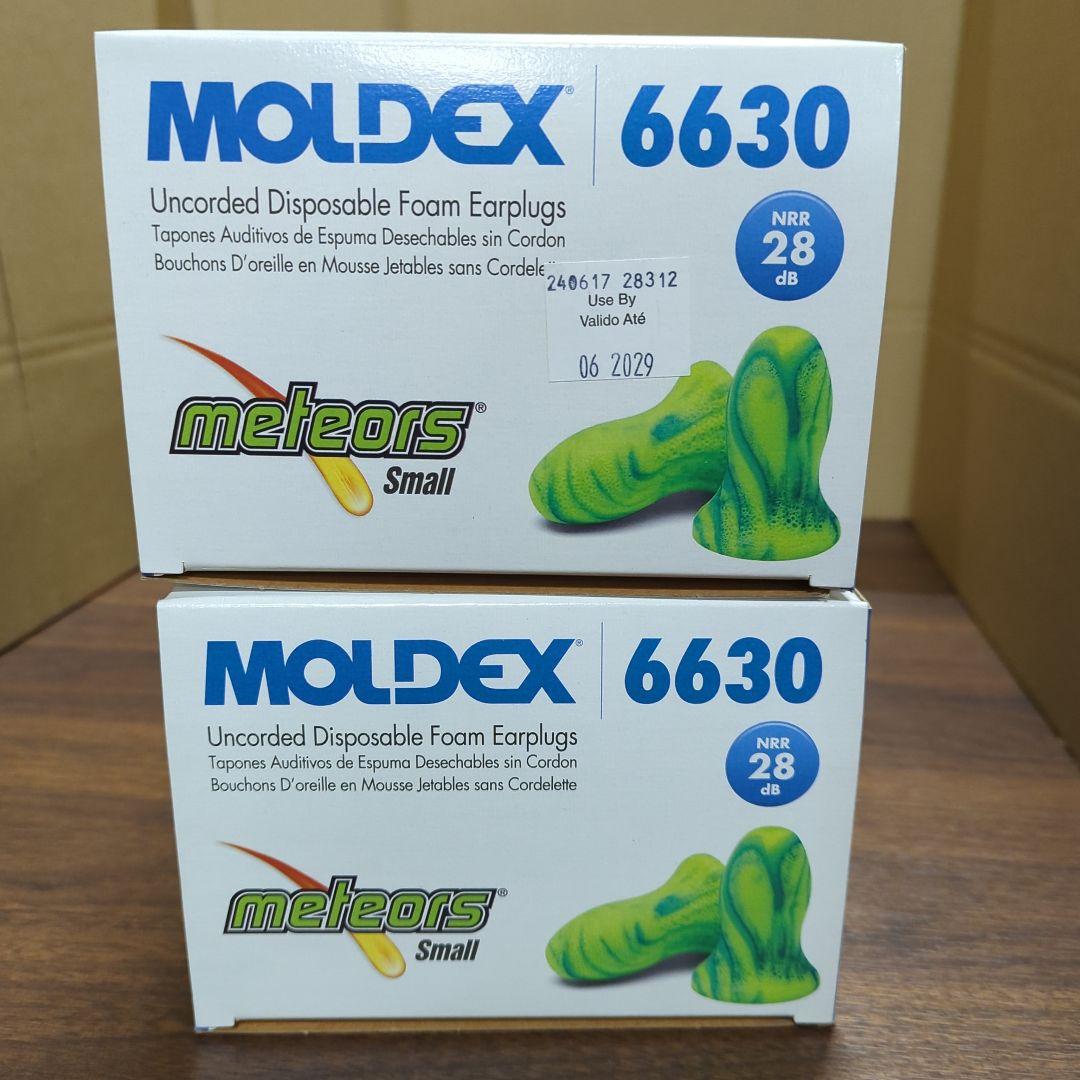 MOLDEX® 6630
Uncorded Disposable Foam Earplugs
Tapones Auditivos de Espuma Desechables sin Cordon
Bouchons D'oreille en Mousse Jetables sans
NRR
28
dB
240617 28312
Use By
Valido Até
06 2029
meteors®
Small
MOLDEX® 6630
Uncorded Disposable Foam Earplugs
Tapones Auditivos de Espuma Desechables sin Cordon
Bouchons D'oreille en Mousse Jetables sans Cordelette
NRR
28
dB
meteors®
Small